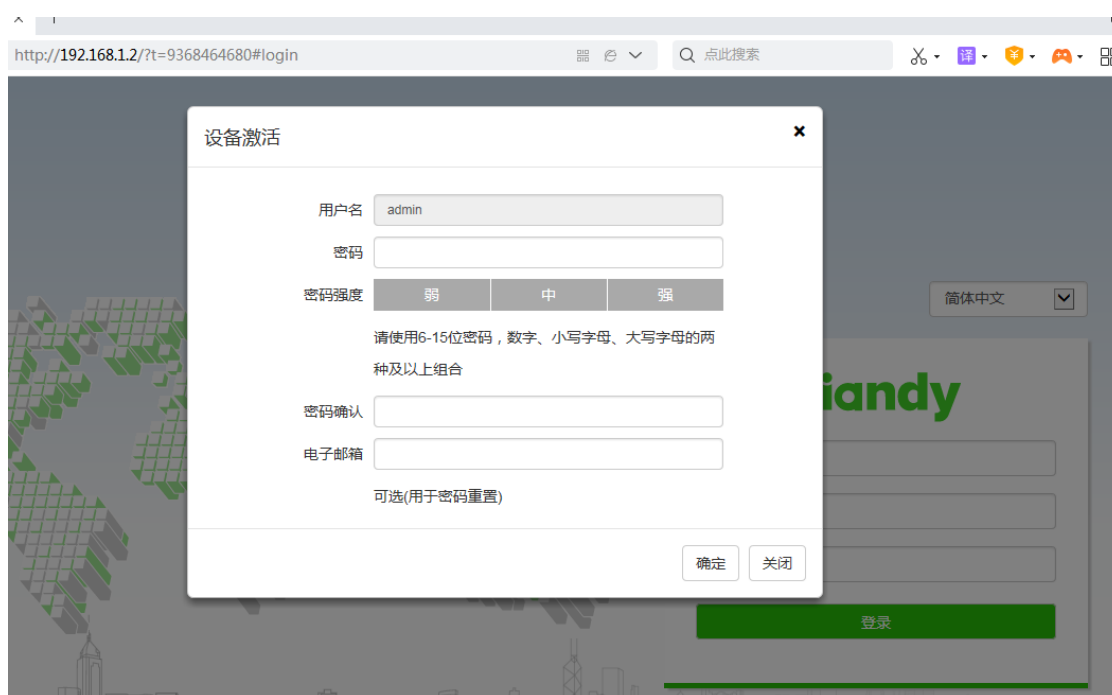 http://192.168.1.2/?t=9368464680#login
点此搜索
译
设备激活
用户名 admin
密码
密码强度 弱 中 强
请使用6-15位密码，数字、小写字母、大写字母的两
种及以上组合
密码确认
电子邮箱
可选(用于密码重置)
确定 关闭
简体中文
iandy
登录